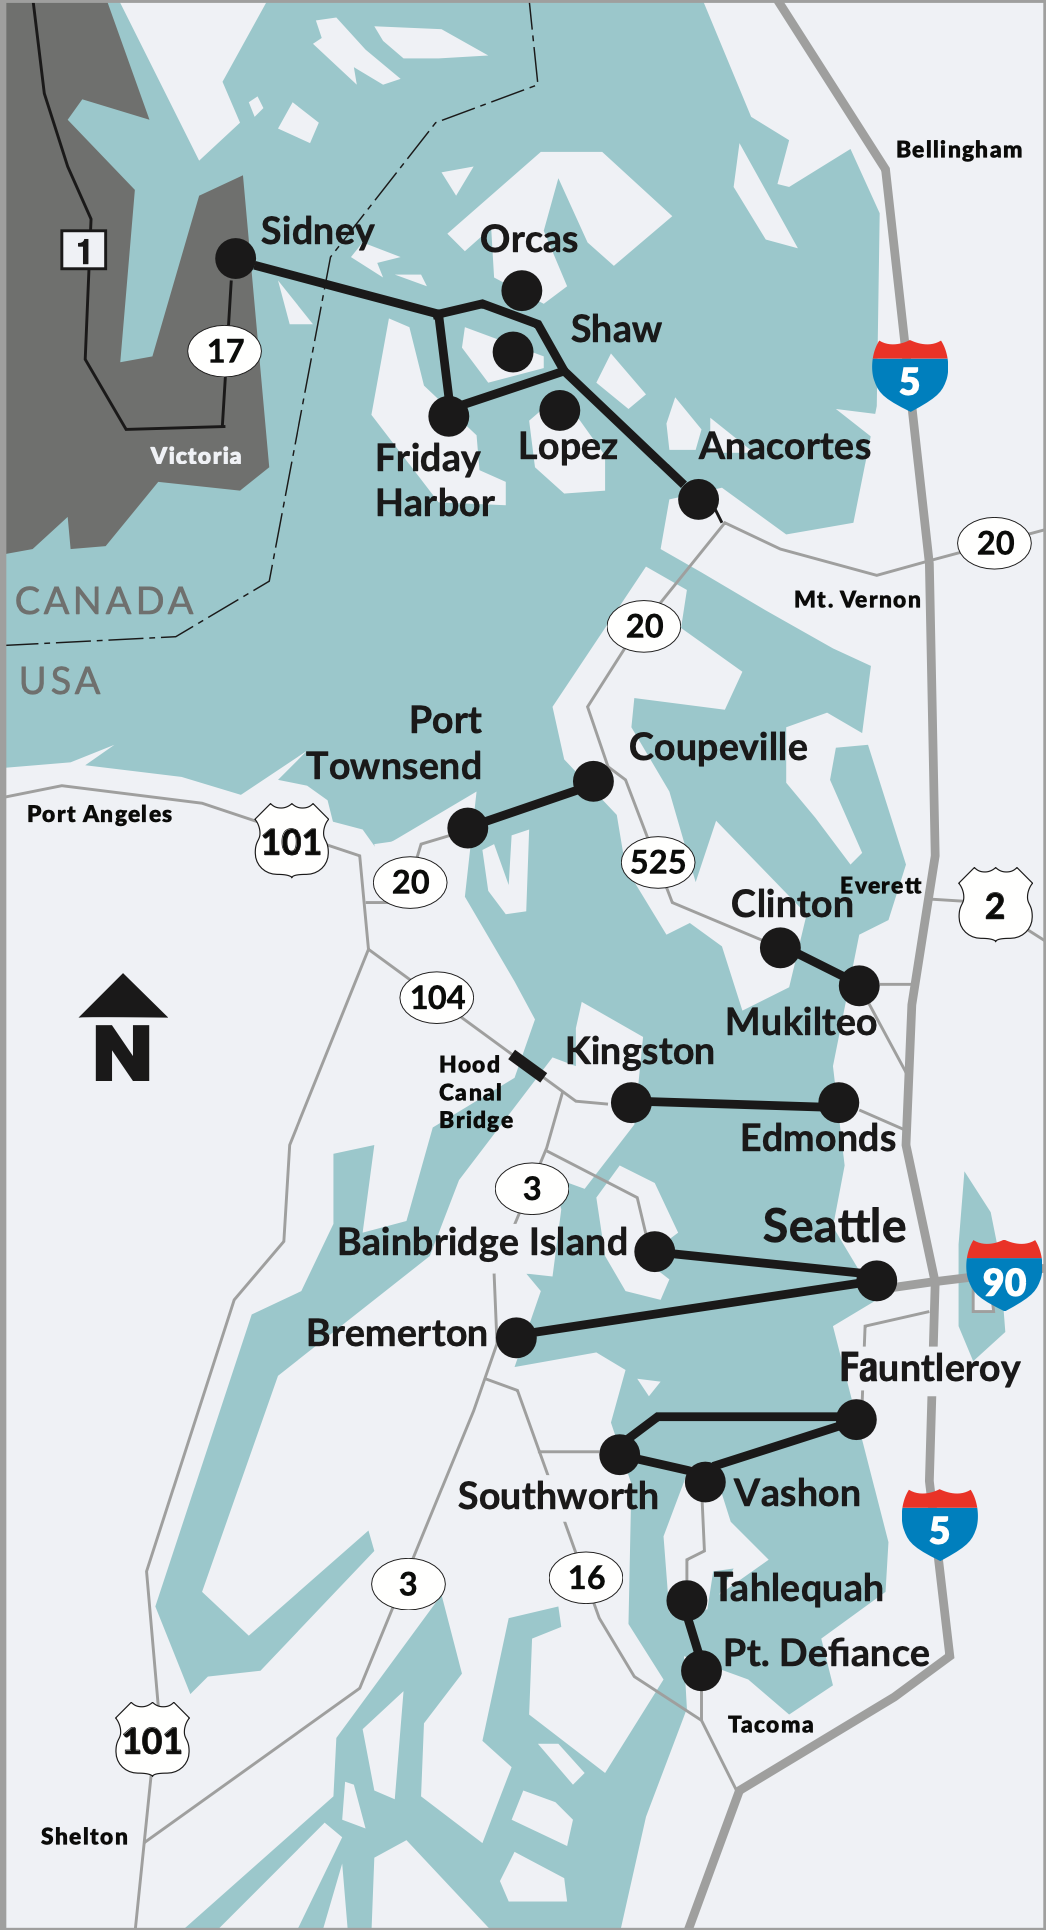 Bellingham
Sidney
Orcas
1
Shaw
17
5
Anacortes
Lopez
Victoria
Friday
Harbor
20
CANADA
Mt. Vernon
20
USA
Port
Townsend
Coupeville
Port Angeles
101
525
20
Everett
Clinton
2
104
N
Mukilteo
Kingston
Hood
Canal
Bridge
Edmonds
3
Seattle
Bainbridge Island
90
Bremerton
Fauntleroy
Southworth
Vashon
5
3
16
Tahlequah
Pt. Defiance
Tacoma
101
Shelton